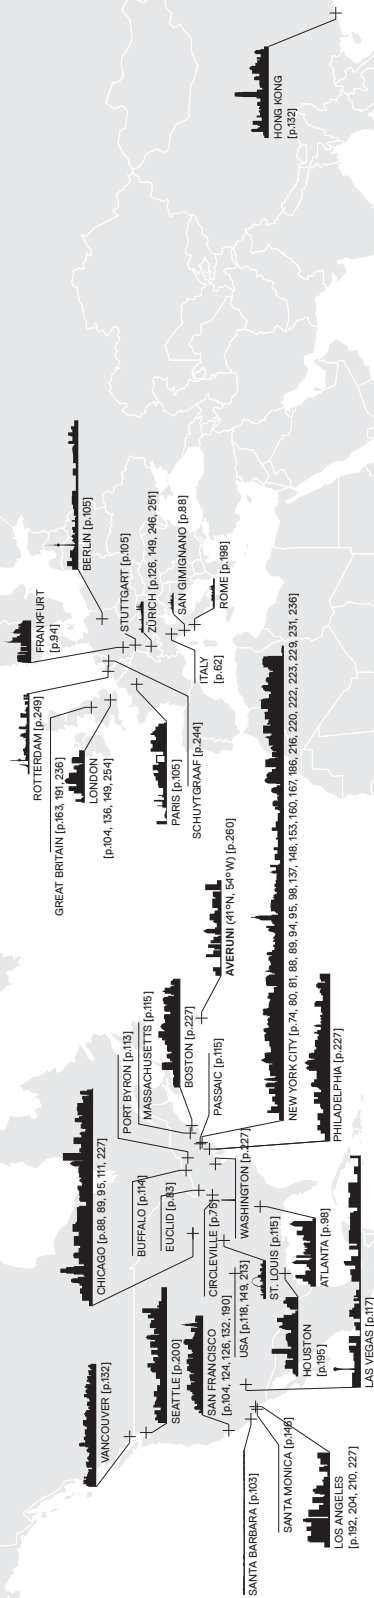 VANCOUVER [p.132]
SEATTLE [p.200]
SAN FRANCISCO
[p.104, 124, 126, 132, 190]
SANTA BARBARA [p.103]
SANTA MONICA [p.146]
LOS ANGELES
[p.192, 204, 210, 227]
LAS VEGAS [p.117]
CHICAGO [p.88, 89, 95, 111, 227]
PORT BYRON [p.113]
MASSACHUSETTS [p.115]
BUFFALO [p.114]
EUCLID [p.83]
CIRCLEVILLE [p.75]
USA [p.118, 149, 213]
ST. LOUIS [p.115]
HOUSTON
[p.195]
ATLANTA [p.98]
WASHINGTON [p.227]
BOSTON [p.227]
PASSAIC [p.115]
NEW YORK CITY [p.74, 80, 81, 88, 89, 94, 95, 98, 137, 148, 153, 160, 167, 186, 216, 220, 222, 223, 229, 231, 236]
PHILADELPHIA [p.227]
AVERUNI (41°N, 54°W) [p.260]
GREAT BRITAIN [p.163, 191, 236]
LONDON
[p.104, 136, 149, 254]
ROTTERDAM [p.249]
PARIS [p.105]
SCHUYTGRAAF [p.244]
FRANKFURT
[p.94]
BERLIN [p.105]
STUTTGART [p.105]
ZÜRICH [p.126, 149, 246, 251]
SAN GIMIGNANO [p.88]
ITALY
[p.62]
ROME [p.198]
HONG KONG
[p.132]